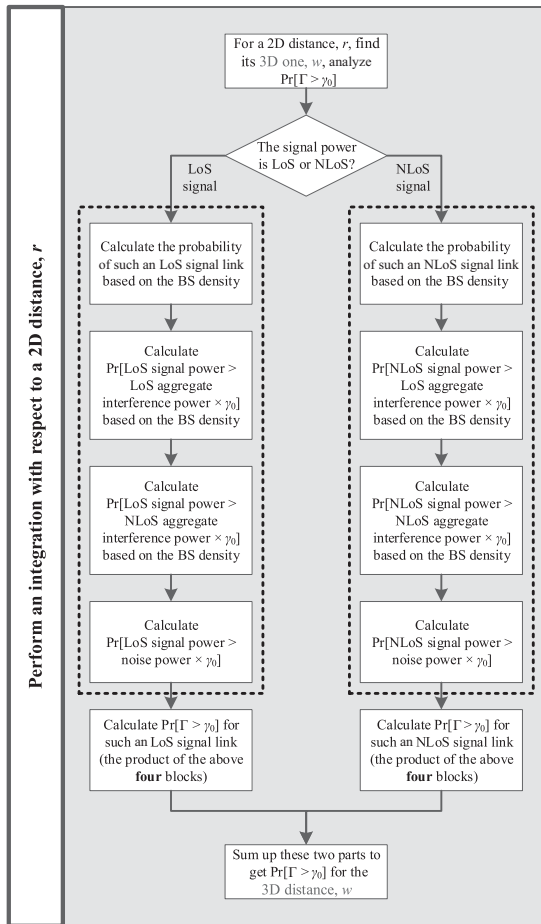 Perform an integration with respect to a 2D distance, r
For a 2D distance, r, find
its 3D one, w, analyze
Pr[Γ > γ₀]
The signal power
is LoS or NLoS?
LoS
signal
NLoS
signal
Calculate the probability
of such an LoS signal link
based on the BS density
Calculate
Pr[LoS signal power >
LoS aggregate
interference power × γ₀]
based on the BS density
Calculate
Pr[LoS signal power >
NLoS aggregate
interference power × γ₀]
based on the BS density
Calculate
Pr[LoS signal power >
noise power × γ₀]
Calculate Pr[Γ > γ₀] for
such an LoS signal link
(the product of the above
four blocks)
Calculate the probability
of such an NLoS signal link
based on the BS density
Calculate
Pr[NLoS signal power >
LoS aggregate
interference power × γ₀]
based on the BS density
Calculate
Pr[NLoS signal power >
NLoS aggregate
interference power × γ₀]
based on the BS density
Calculate
Pr[NLoS signal power >
noise power × γ₀]
Calculate Pr[Γ > γ₀] for
such an NLoS signal link
(the product of the above
four blocks)
Sum up these two parts to
get Pr[Γ > γ₀] for the
3D distance, w